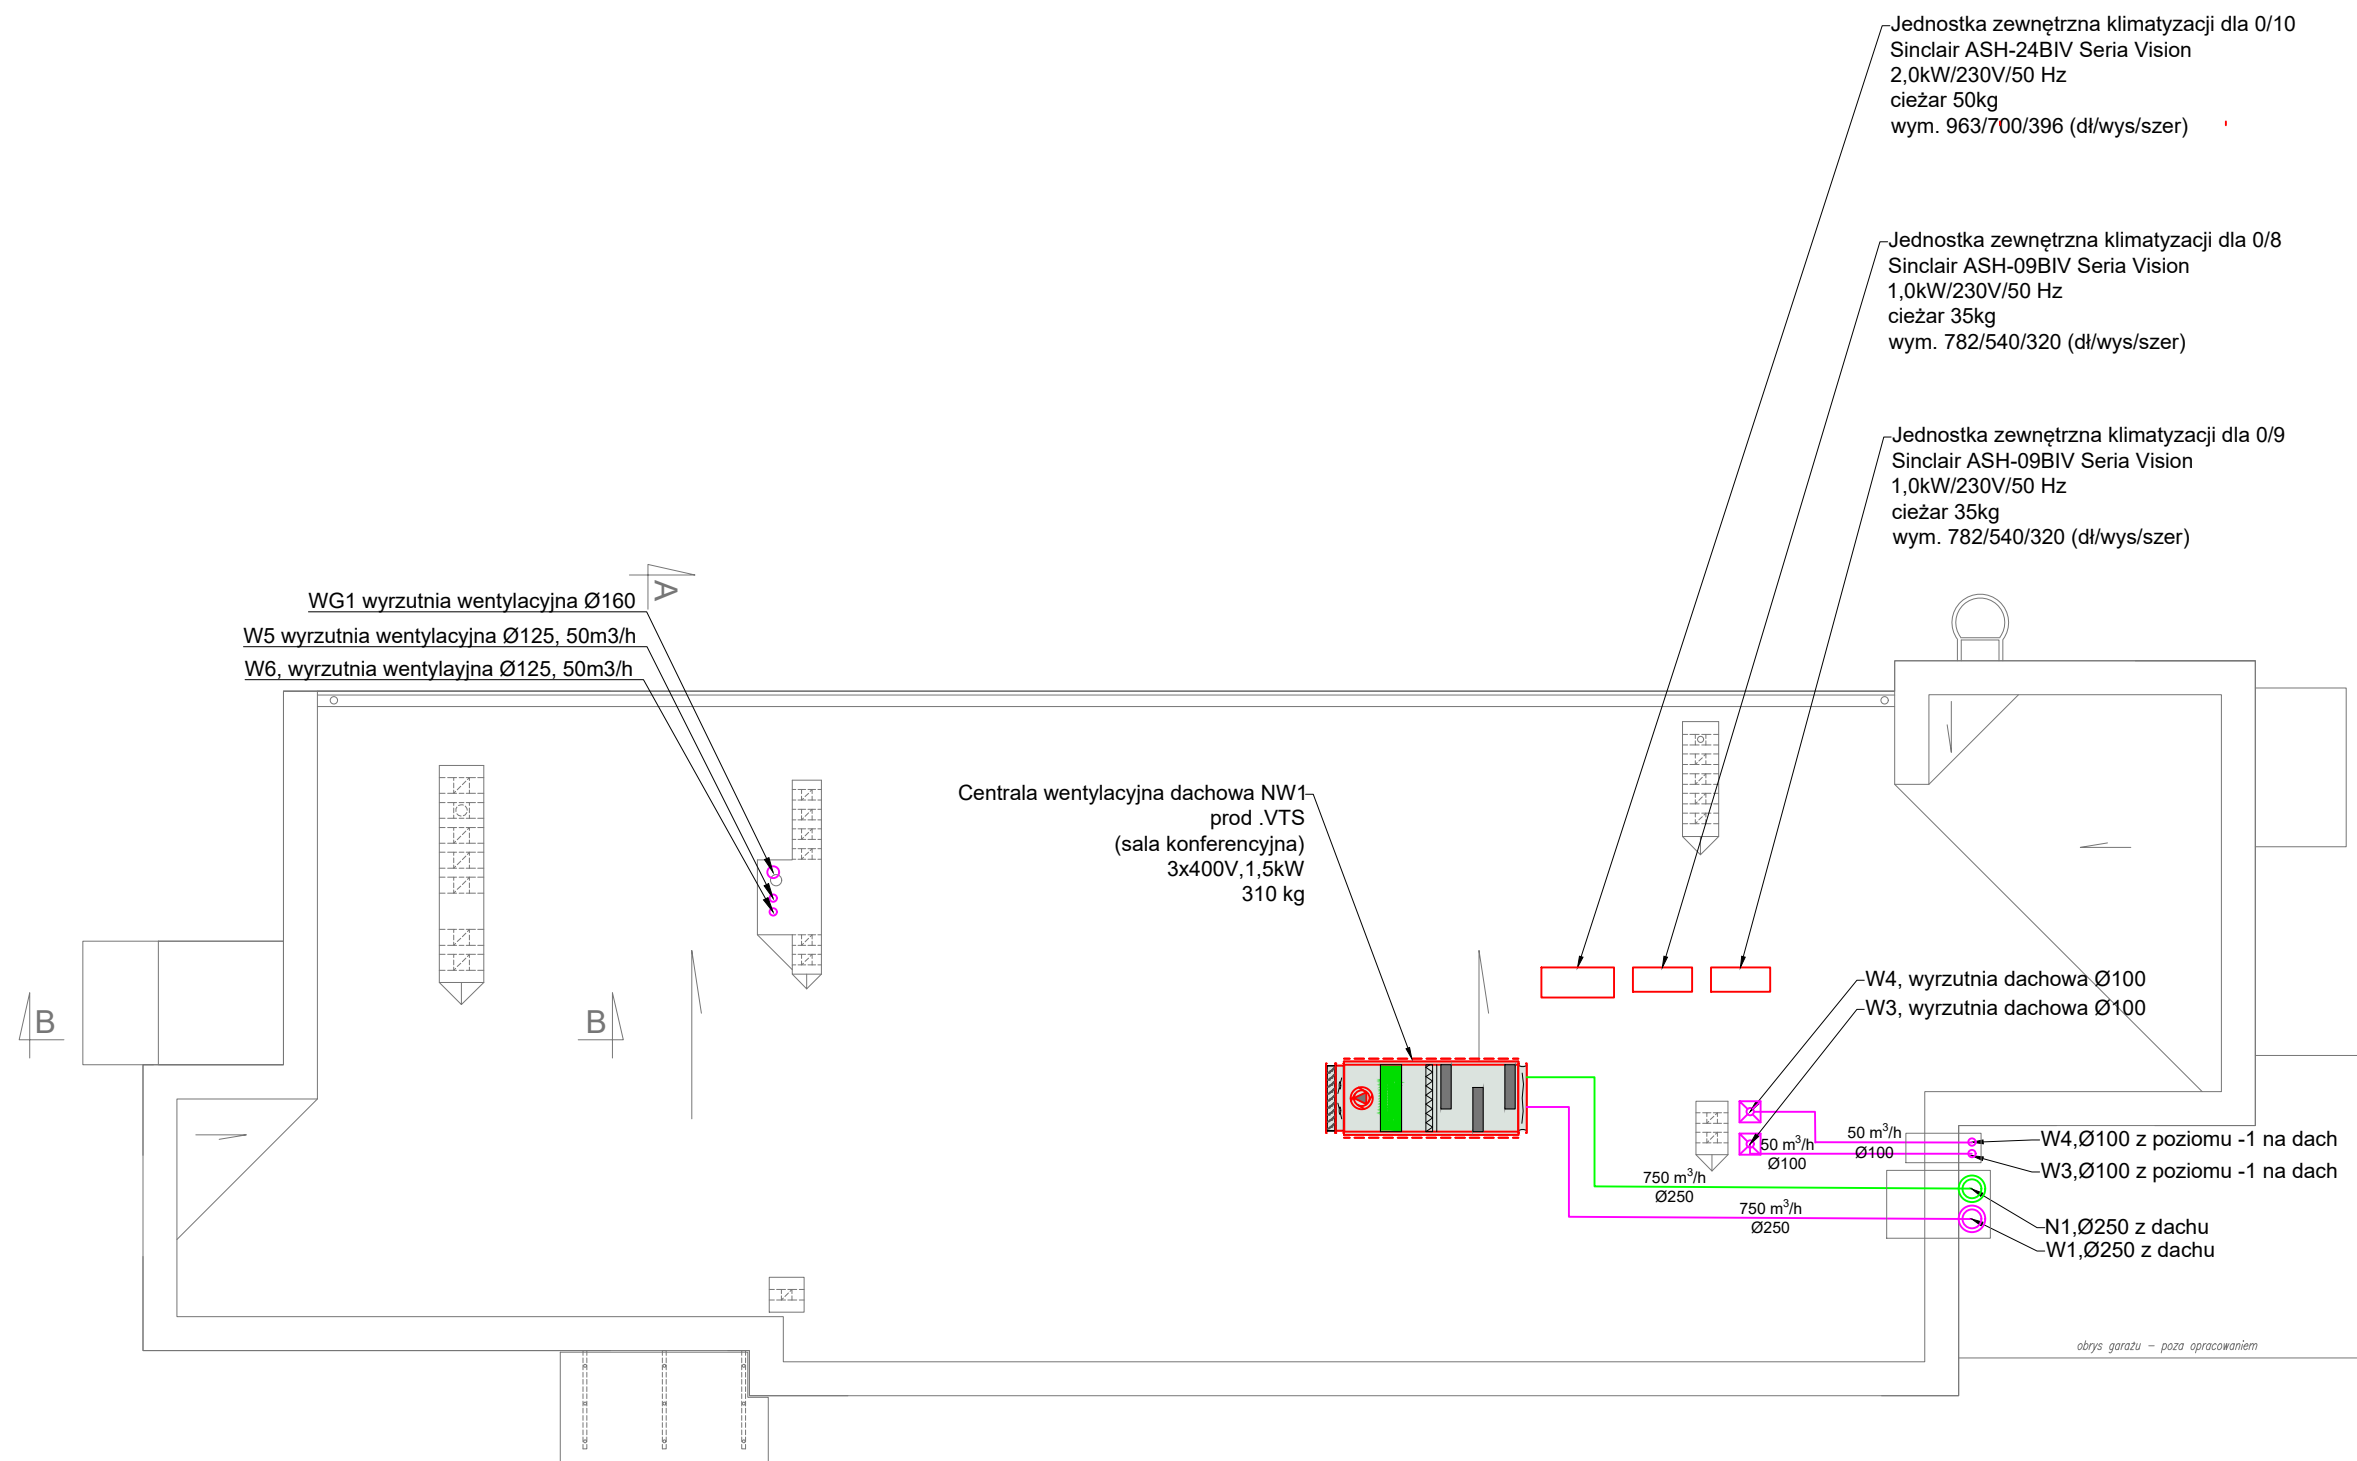 Jednostka zewnętrzna klimatyzacji dla 0/10
Sinclair ASH-24BIV Seria Vision
2,0kW/230V/50 Hz
cieżar 50kg
wym. 963/700/396 (dł/wys/szer)
Jednostka zewnętrzna klimatyzacji dla 0/8
Sinclair ASH-09BIV Seria Vision
1,0kW/230V/50 Hz
cieżar 35kg
wym. 782/540/320 (dł/wys/szer)
Jednostka zewnętrzna klimatyzacji dla 0/9
Sinclair ASH-09BIV Seria Vision
1,0kW/230V/50 Hz
cieżar 35kg
wym. 782/540/320 (dł/wys/szer)
A
WG1 wyrzutnia wentylacyjna Ø160
W5 wyrzutnia wentylacyjna Ø125, 50m3/h
W6, wyrzutnia wentylayjna Ø125, 50m3/h
Centrala wentylacyjna dachowa NW1
prod .VTS
(sala konferencyjna)
3x400V,1,5kW
310 kg
W4, wyrzutnia dachowa Ø100
W3, wyrzutnia dachowa Ø100
B
B
50 m³/h
Ø100
50 m³/h
Ø100
W4,Ø100 z poziomu -1 na dach
W3,Ø100 z poziomu -1 na dach
750 m³/h
Ø250
750 m³/h
Ø250
N1,Ø250 z dachu
W1,Ø250 z dachu
obrys garażu – poza opracowaniem